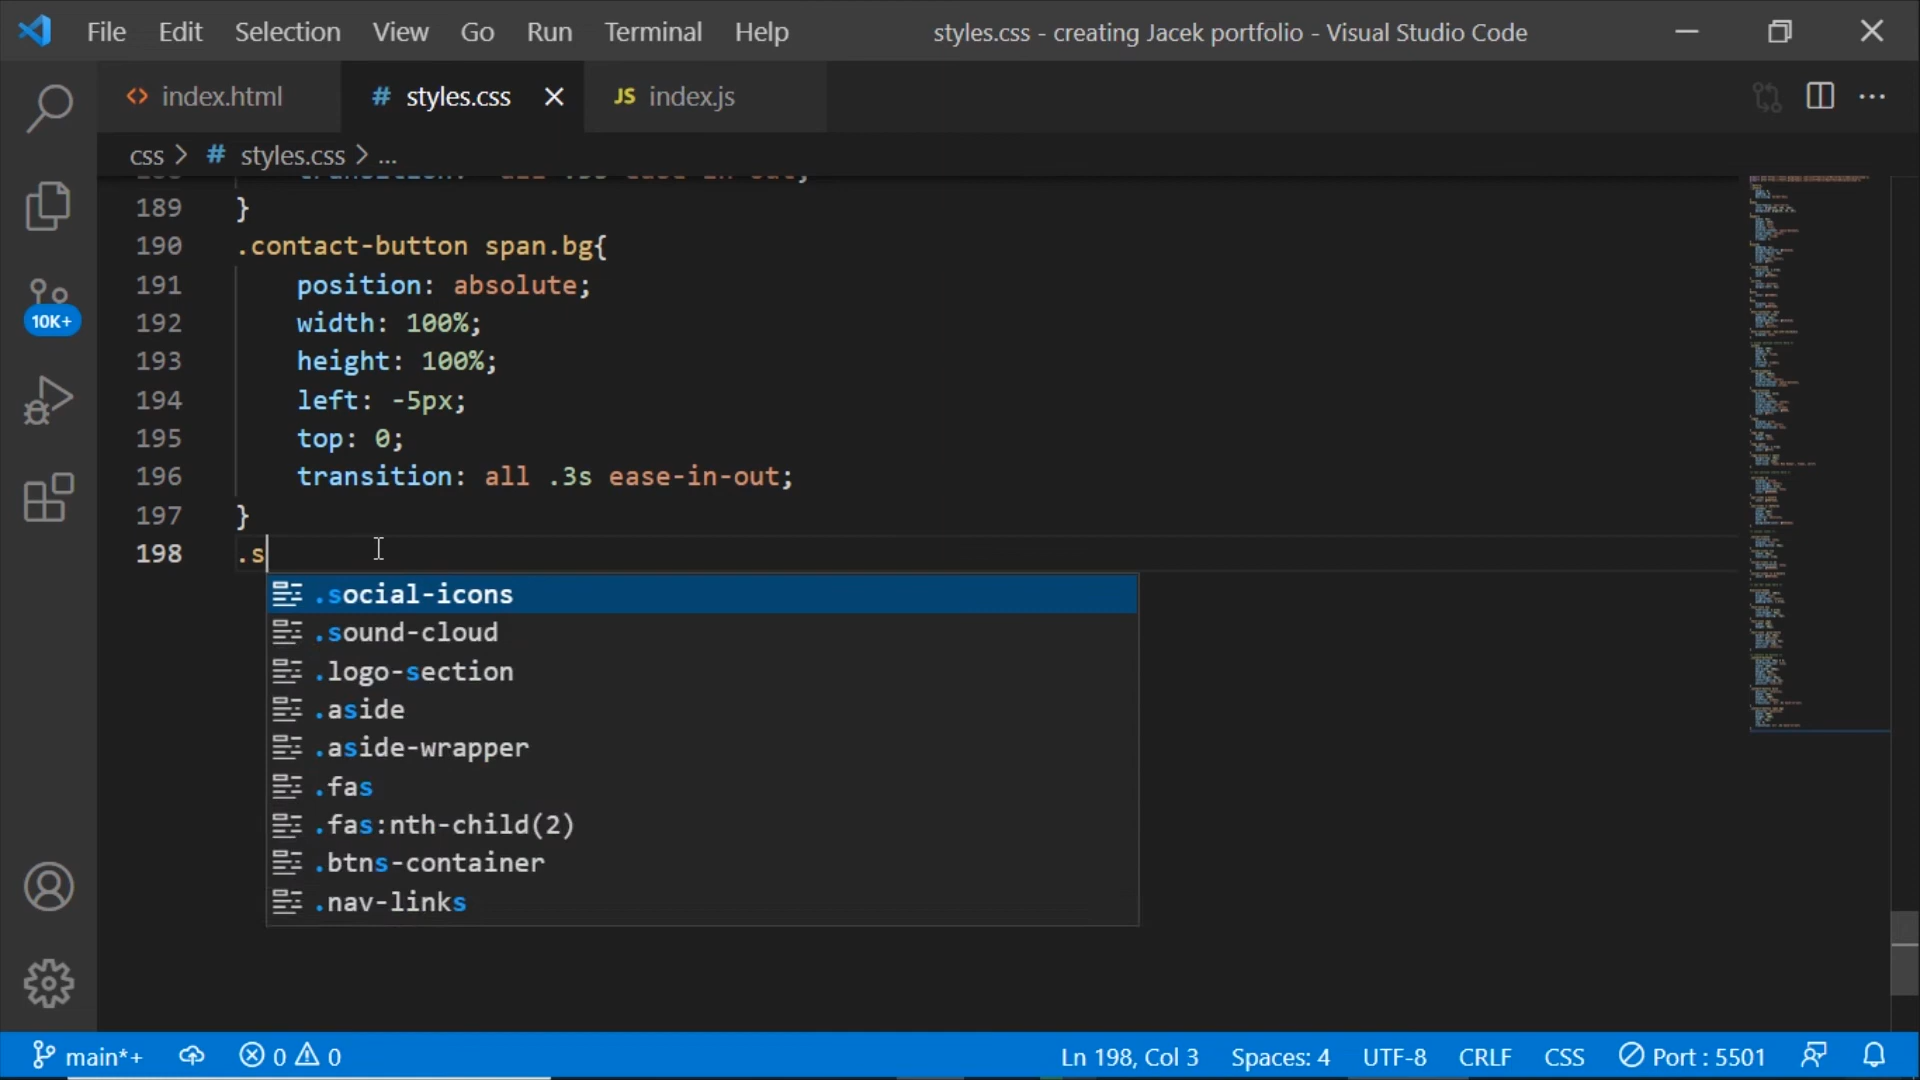 File Edit Selection View Go Run Terminal Help styles.css - creating Jacek portfolio - Visual Studio Code
<> index.html # styles.css JS index.js
css > # styles.css > ...
189 }
190 .contact-button span.bg{
191 position: absolute;
192 width: 100%;
193 height: 100%;
194 left: -5px;
195 top: 0;
196 transition: all .3s ease-in-out;
197 }
198 .s
.social-icons
.sound-cloud
.logo-section
.aside
.aside-wrapper
.fas
.fas:nth-child(2)
.btns-container
.nav-links
10K+
main*+ 0 0 Ln 198, Col 3 Spaces: 4 UTF-8 CRLF CSS Port : 5501